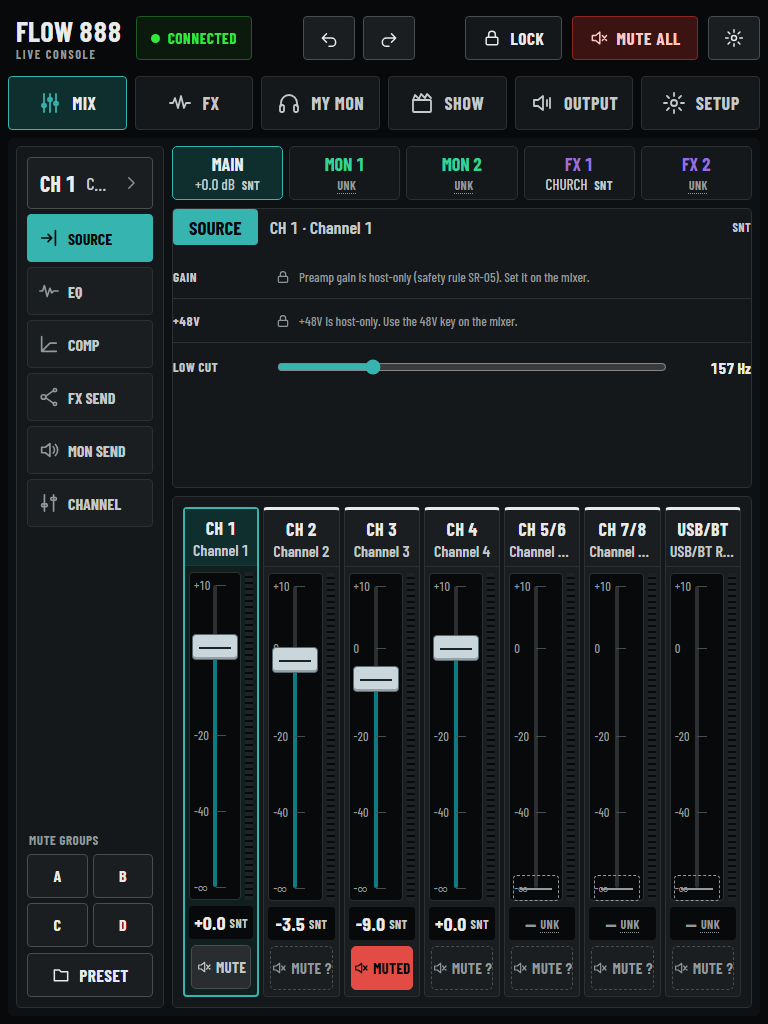 FLOW 888
LIVE CONSOLE
CONNECTED
LOCK
MUTE ALL
MIX
FX
MY MON
SHOW
OUTPUT
SETUP
CH 1 C...
SOURCE
EQ
COMP
FX SEND
MON SEND
CHANNEL
MUTE GROUPS
A
B
C
D
PRESET
MAIN
+0.0 dB SNT
MON 1
UNK
MON 2
UNK
FX 1
CHURCH SNT
FX 2
UNK
SOURCE
CH 1 · Channel 1
SNT
GAIN
Preamp gain is host-only (safety rule SR-05). Set it on the mixer.
+48V
+48V is host-only. Use the 48V key on the mixer.
LOW CUT
157 Hz
CH 1
Channel 1
+10
-20
-40
-∞
+0.0 SNT
MUTE
CH 2
Channel 2
+10
-20
-40
-∞
-3.5 SNT
MUTE ?
CH 3
Channel 3
+10
0
-20
-40
-∞
-9.0 SNT
MUTED
CH 4
Channel 4
+10
-20
-40
-∞
+0.0 SNT
MUTE ?
CH 5/6
Channel ...
+10
0
-20
-40
-∞
— UNK
MUTE ?
CH 7/8
Channel ...
+10
0
-20
-40
-∞
— UNK
MUTE ?
USB/BT
USB/BT R...
+10
0
-20
-40
-∞
— UNK
MUTE ?